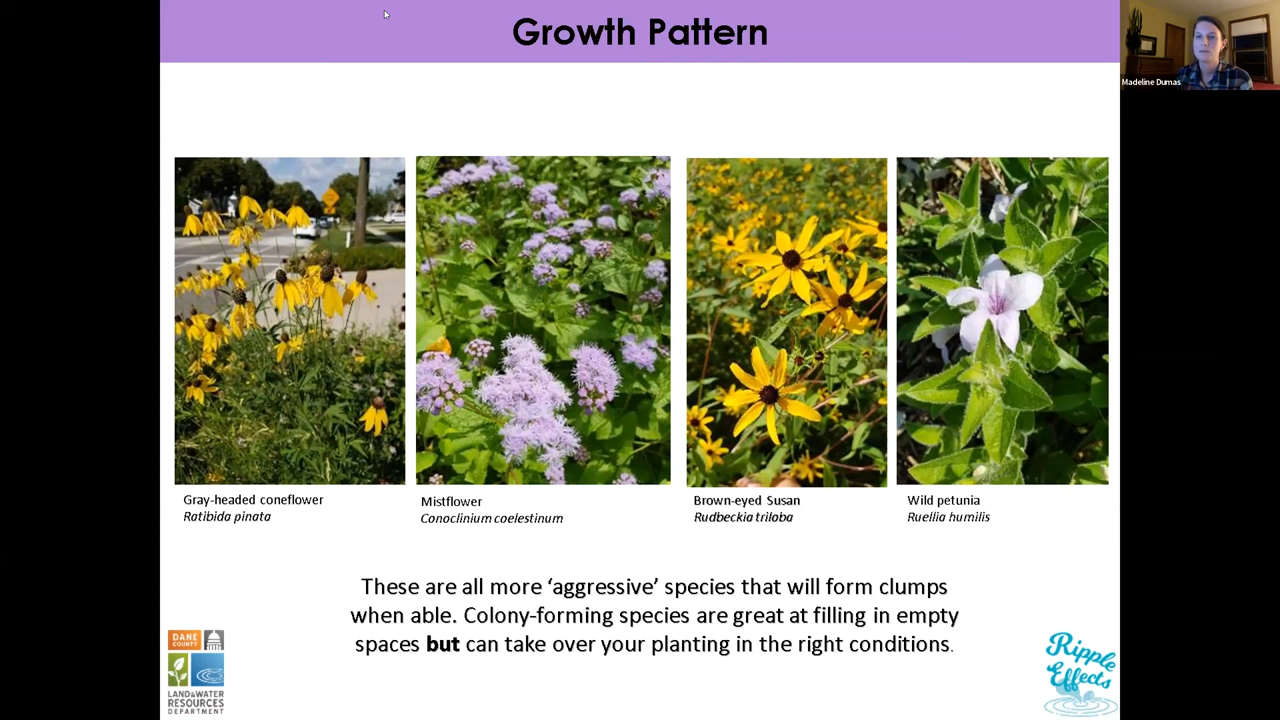 Growth Pattern
Madeline Dumas
Gray-headed coneflower
Ratibida pinata
Mistflower
Conoclinium coelestinum
Brown-eyed Susan
Rudbeckia triloba
Wild petunia
Ruellia humilis
These are all more ‘aggressive’ species that will form clumps
when able. Colony-forming species are great at filling in empty
spaces but can take over your planting in the right conditions.
DANE
COUNTY
LAND&WATER
RESOURCES
DEPARTMENT
Ripple
Effects